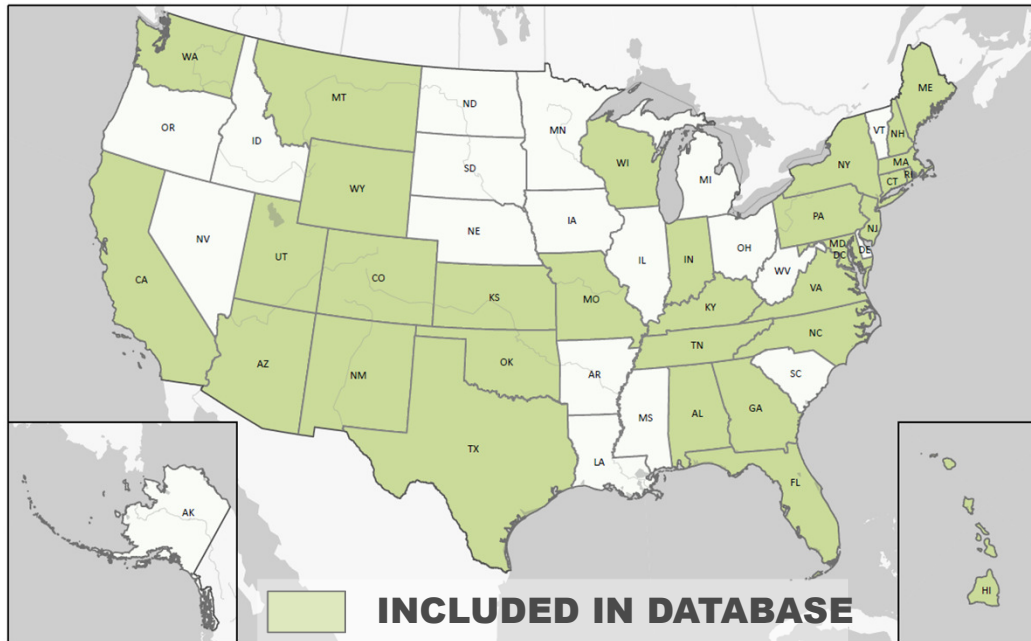 WA
MT
ND
MN
ME
OR
ID
SD
WI
MI
VT
NH
NY
MA
CT
RI
WY
IA
NE
PA
NJ
NV
UT
CO
IL
IN
OH
MD
DC
DE
WV
VA
CA
KS
MO
KY
AZ
NM
OK
AR
TN
NC
SC
MS
AL
GA
TX
LA
FL
AK
HI
INCLUDED IN DATABASE